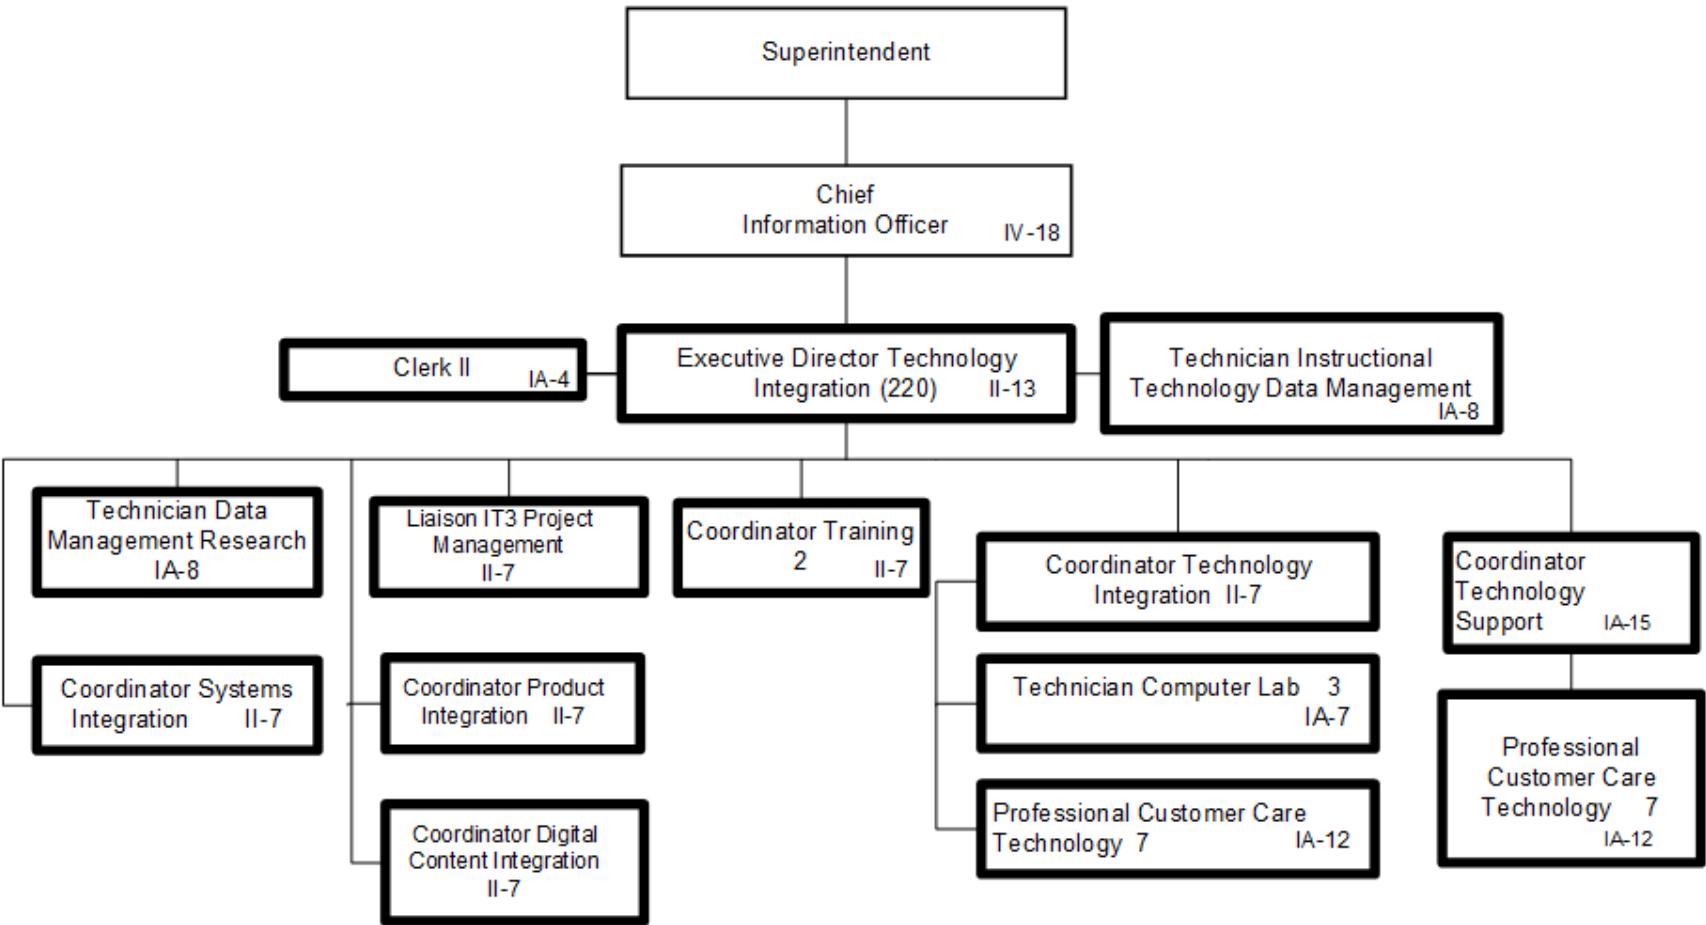 Superintendent
Chief
Information Officer
IV-18
Clerk II
IA-4
Executive Director Technology
Integration (220) II-13
Technician Instructional
Technology Data Management
IA-8
Technician Data
Management Research
IA-8
Liaison IT3 Project
Management
II-7
Coordinator Training
2 II-7
Coordinator Technology
Integration II-7
Coordinator
Technology
Support IA-15
Coordinator Systems
Integration II-7
Coordinator Product
Integration II-7
Technician Computer Lab 3
IA-7
Professional
Customer Care
Technology 7
IA-12
Coordinator Digital
Content Integration
II-7
Professional Customer Care
Technology 7 IA-12